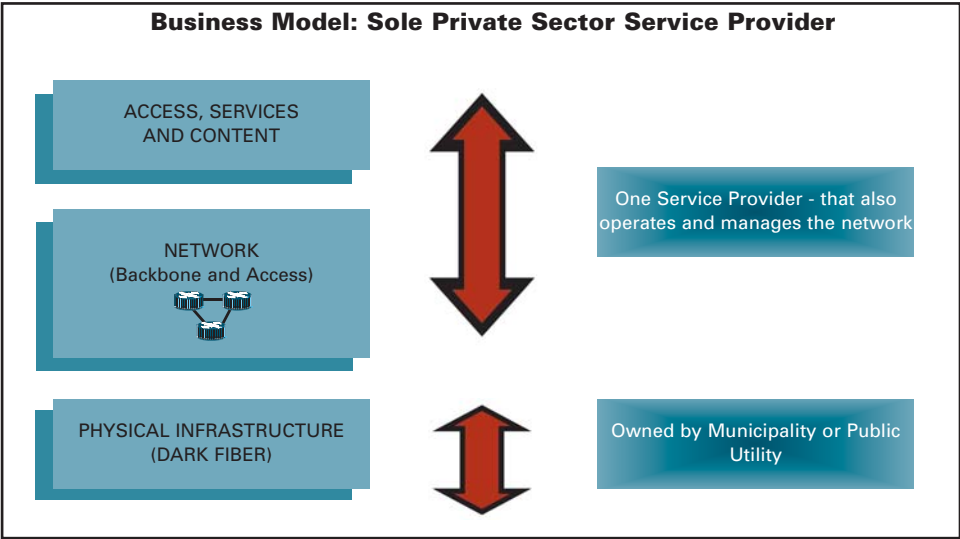 Business Model: Sole Private Sector Service Provider
ACCESS, SERVICES
AND CONTENT
One Service Provider - that also
operates and manages the network
NETWORK
(Backbone and Access)
PHYSICAL INFRASTRUCTURE
(DARK FIBER)
Owned by Municipality or Public
Utility